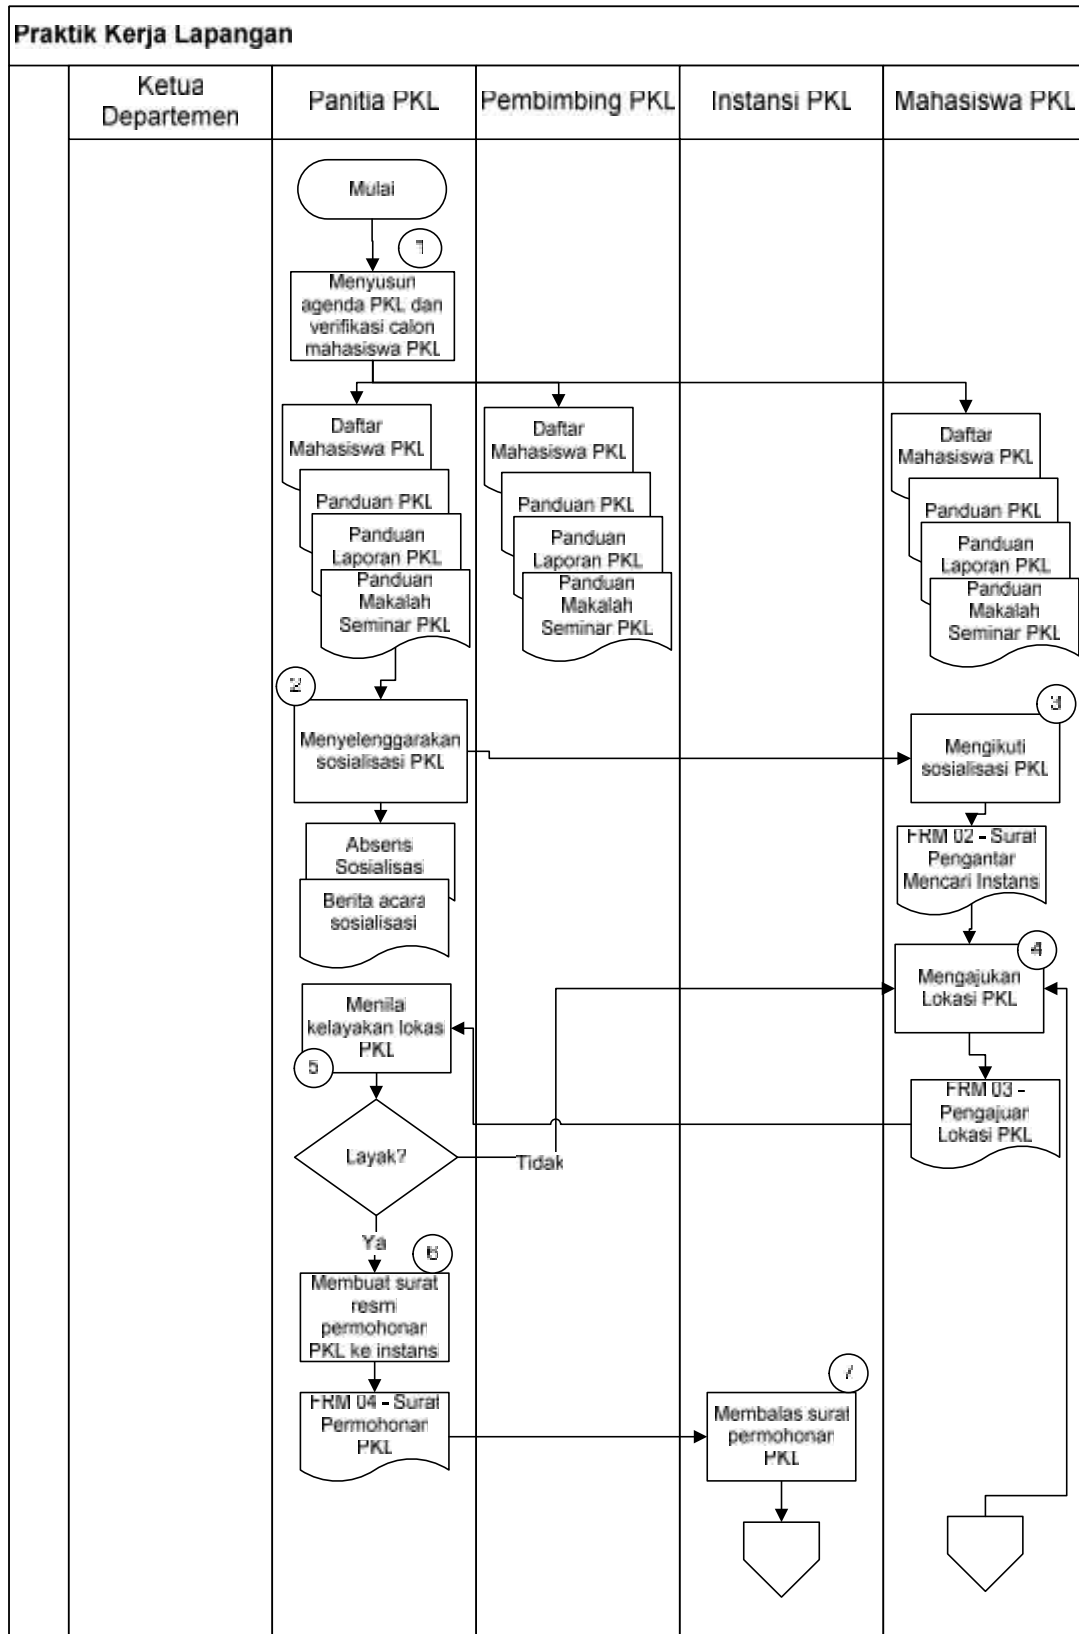 Praktik Kerja Lapangan
Ketua
Departemen
Panitia PKL
Pembimbing PKL
Instansi PKL
Mahasiswa PKL
Mulai
1
Menyusun
agenda PKL dan
verifikasi calon
mahasiswa PKL
Daftar
Mahasiswa PKL
Panduan PKL
Panduan
Laporan PKL
Panduan
Makalah
Seminar PKL
Daftar
Mahasiswa PKL
Panduan PKL
Panduan
Laporan PKL
Panduan
Makalah
Seminar PKL
Daftar
Mahasiswa PKL
Panduan PKL
Panduan
Laporan PKL
Panduan
Makalah
Seminar PKL
2
Menyelenggarakan
sosialisasi PKL
3
Mengikuti
sosialisasi PKL
Absensi
Sosialisasi
Berita acara
sosialisasi
FRM 02 - Surat
Pengantar
Mencari Instansi
4
Mengajukan
Lokasi PKL
Menilai
kelayakan lokasi
PKL
5
FRM 03 -
Pengajuan
Lokasi PKL
Layak?
Tidak
Ya
6
Membuat surat
resmi
permohonan
PKL ke instansi
FRM 04 - Surat
Permohonan
PKL
7
Membalas surat
permohonan
PKL